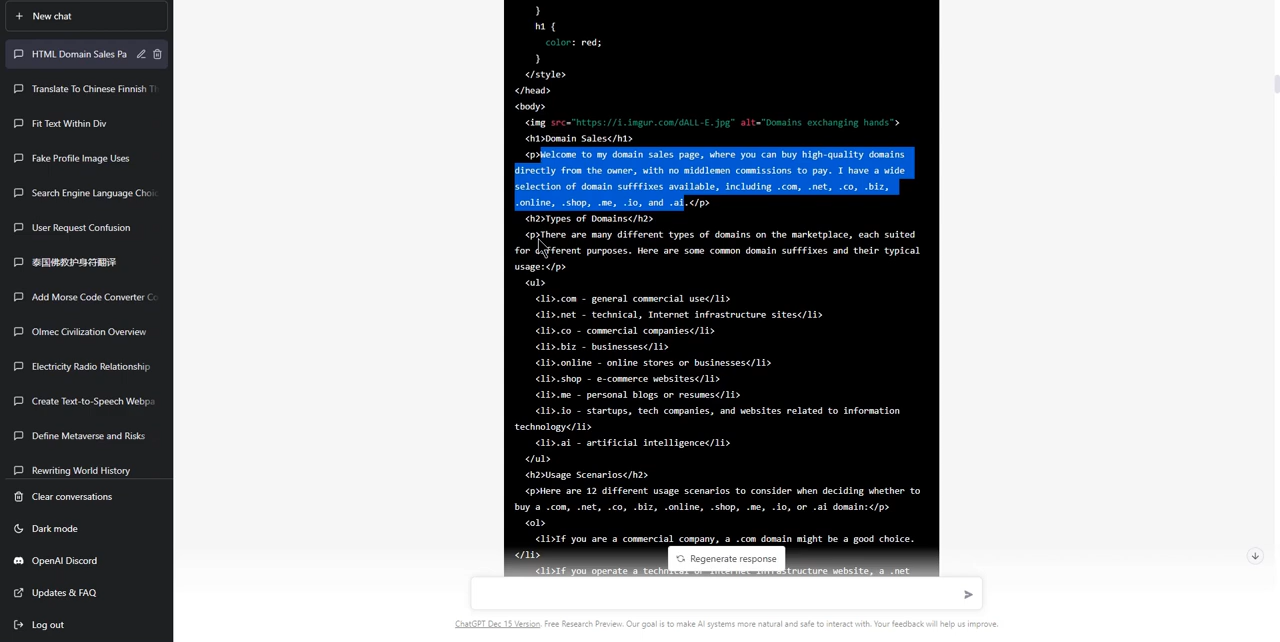 New chat
HTML Domain Sales Pa
Translate To Chinese Finnish Th
Fit Text Within Div
Fake Profile Image Uses
Search Engine Language Choic
User Request Confusion
泰国佛教护身符翻译
Add Morse Code Converter Co
Olmec Civilization Overview
Electricity Radio Relationship
Create Text-to-Speech Webpa
Define Metaverse and Risks
Rewriting World History
Clear conversations
Dark mode
OpenAI Discord
Updates & FAQ
Log out
}
h1 {
color: red;
}
</style>
</head>
<body>
<img src="https://i.imgur.com/dALL-E.jpg" alt="Domains exchanging hands">
<h1>Domain Sales</h1>
<p>Welcome to my domain sales page, where you can buy high-quality domains
directly from the owner, with no middlemen commissions to pay. I have a wide
selection of domain sufffixes available, including .com, .net, .co, .biz,
.online, .shop, .me, .io, and .ai.</p>
<h2>Types of Domains</h2>
<p>There are many different types of domains on the marketplace, each suited
for different purposes. Here are some common domain sufffixes and their typical
usage:</p>
<ul>
<li>.com - general commercial use</li>
<li>.net - technical, Internet infrastructure sites</li>
<li>.co - commercial companies</li>
<li>.biz - businesses</li>
<li>.online - online stores or businesses</li>
<li>.shop - e-commerce websites</li>
<li>.me - personal blogs or resumes</li>
<li>.io - startups, tech companies, and websites related to information
technology</li>
<li>.ai - artificial intelligence</li>
</ul>
<h2>Usage Scenarios</h2>
<p>Here are 12 different usage scenarios to consider when deciding whether to
buy a .com, .net, .co, .biz, .online, .shop, .me, .io, or .ai domain:</p>
<ol>
<li>If you are a commercial company, a .com domain might be a good choice.
</li>
<li>If you operate a technical or internet infrastructure website, a .net
Regenerate response
ChatGPT Dec 15 Version. Free Research Preview. Our goal is to make AI systems more natural and safe to interact with. Your feedback will help us improve.